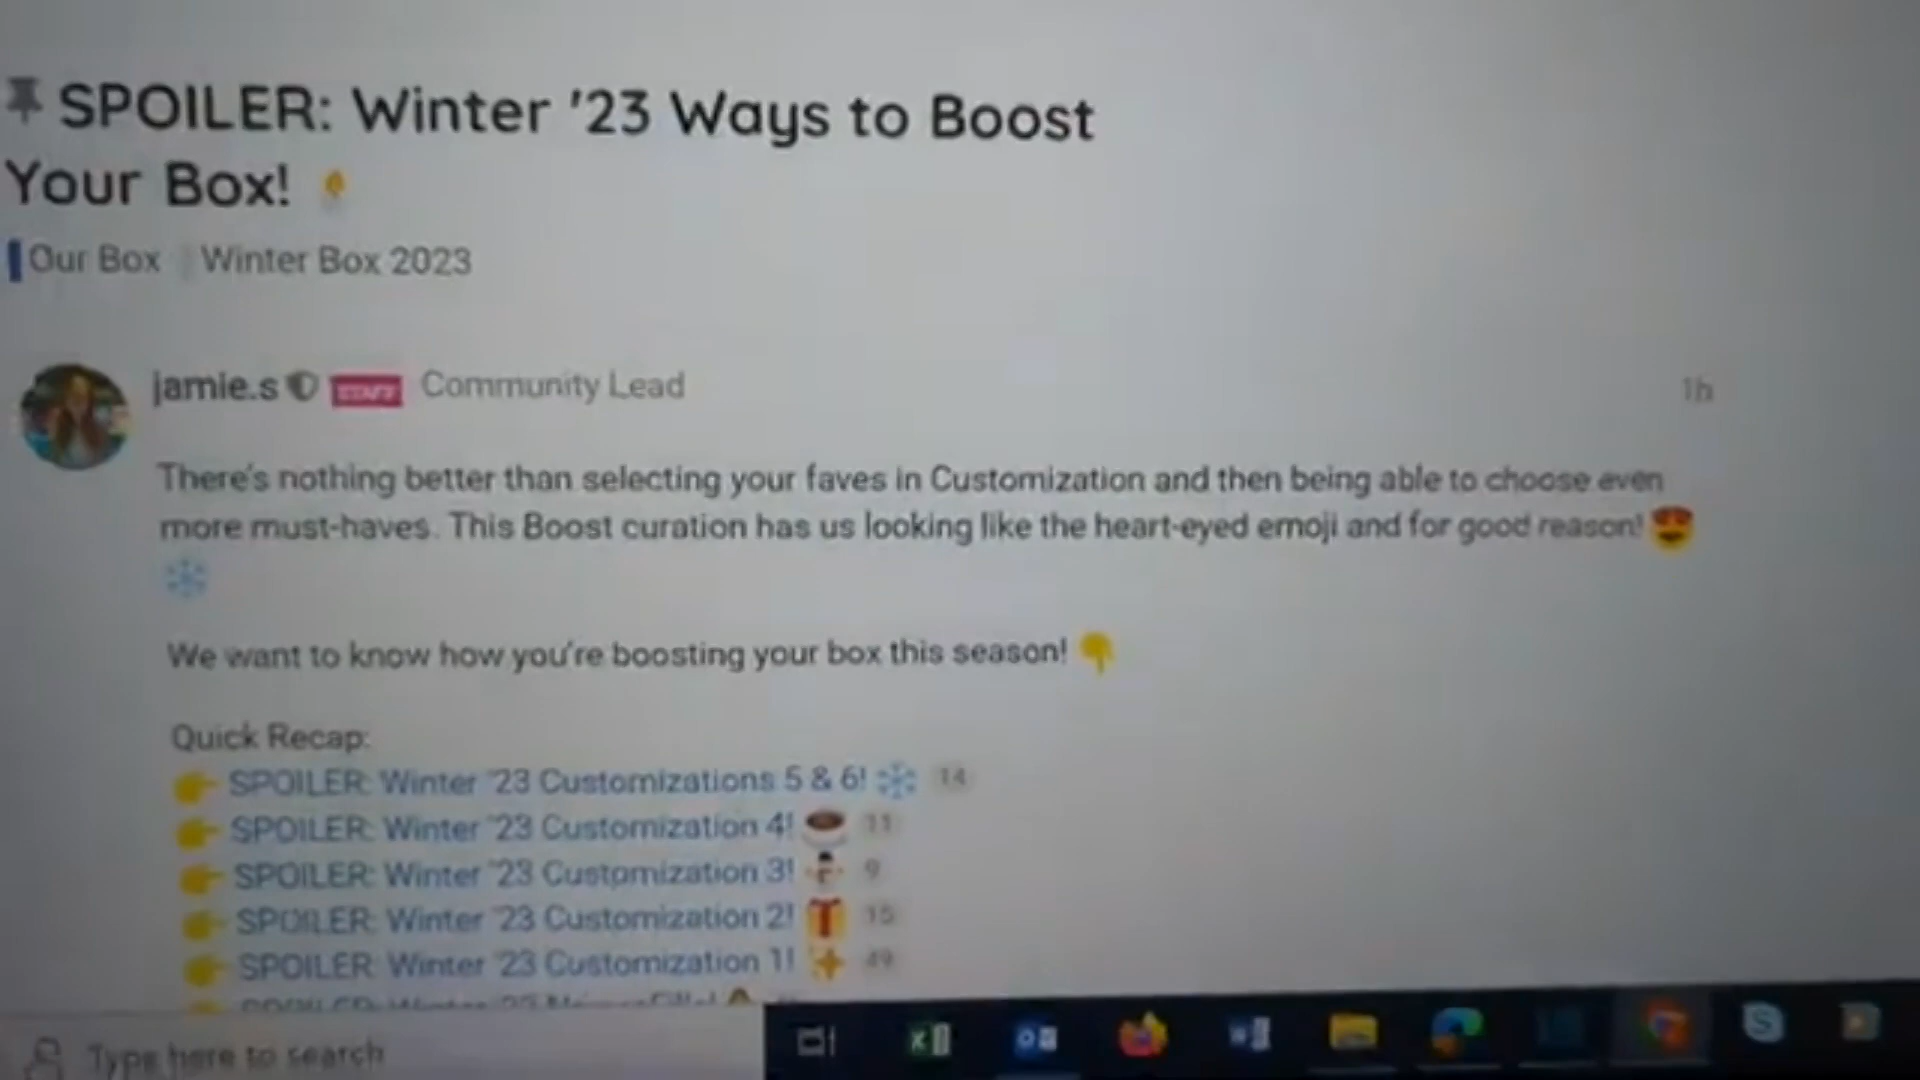 SPOILER: Winter '23 Ways to Boost
Your Box!
Our Box Winter Box 2023
jamie.s STAFF Community Lead
1h
There's nothing better than selecting your faves in Customization and then being able to choose even
more must-haves. This Boost curation has us looking like the heart-eyed emoji and for good reason!
We want to know how you're boosting your box this season!
Quick Recap:
SPOILER: Winter '23 Customizations 5 & 6! 14
SPOILER: Winter '23 Customization 4! 11
SPOILER: Winter '23 Customization 3! 9
SPOILER: Winter '23 Customization 2! 15
SPOILER: Winter '23 Customization 1! 49
Type here to search